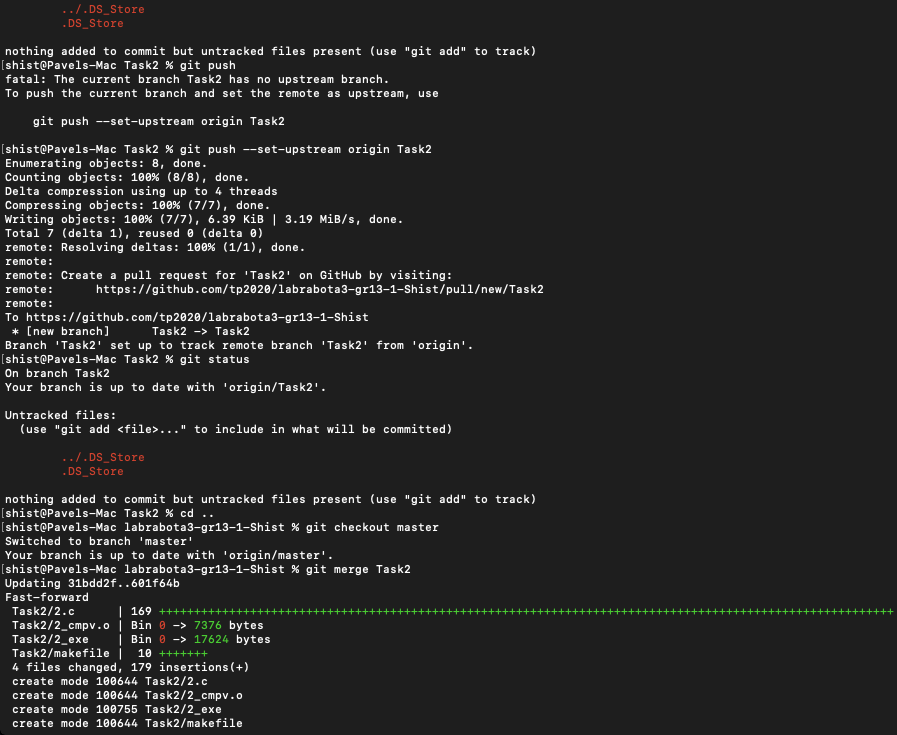 ../.DS_Store
.DS_Store
nothing added to commit but untracked files present (use "git add" to track)
[shist@Pavels-Mac Task2 % git push
fatal: The current branch Task2 has no upstream branch.
To push the current branch and set the remote as upstream, use
git push --set-upstream origin Task2
[shist@Pavels-Mac Task2 % git push --set-upstream origin Task2
Enumerating objects: 8, done.
Counting objects: 100% (8/8), done.
Delta compression using up to 4 threads
Compressing objects: 100% (7/7), done.
Writing objects: 100% (7/7), 6.39 KiB | 3.19 MiB/s, done.
Total 7 (delta 1), reused 0 (delta 0)
remote: Resolving deltas: 100% (1/1), done.
remote:
remote: Create a pull request for 'Task2' on GitHub by visiting:
remote:      https://github.com/tp2020/labrabota3-gr13-1-Shist/pull/new/Task2
remote:
To https://github.com/tp2020/labrabota3-gr13-1-Shist
 * [new branch]      Task2 -> Task2
Branch 'Task2' set up to track remote branch 'Task2' from 'origin'.
[shist@Pavels-Mac Task2 % git status
On branch Task2
Your branch is up to date with 'origin/Task2'.
Untracked files:
  (use "git add <file>..." to include in what will be committed)
../.DS_Store
.DS_Store
nothing added to commit but untracked files present (use "git add" to track)
[shist@Pavels-Mac Task2 % cd ..
[shist@Pavels-Mac labrabota3-gr13-1-Shist % git checkout master
Switched to branch 'master'
Your branch is up to date with 'origin/master'.
[shist@Pavels-Mac labrabota3-gr13-1-Shist % git merge Task2
Updating 31bdd2f..601f64b
Fast-forward
 Task2/2.c      | 169 +++++++++++++++++++++++++++++++++++++++++++++++++++++++++++++++++++++++++++++++++++++++++++++++++++++++++
 Task2/2_cmpv.o | Bin 0 -> 7376 bytes
 Task2/2_exe    | Bin 0 -> 17624 bytes
 Task2/makefile |  10 +++++++
 4 files changed, 179 insertions(+)
 create mode 100644 Task2/2.c
 create mode 100644 Task2/2_cmpv.o
 create mode 100755 Task2/2_exe
 create mode 100644 Task2/makefile